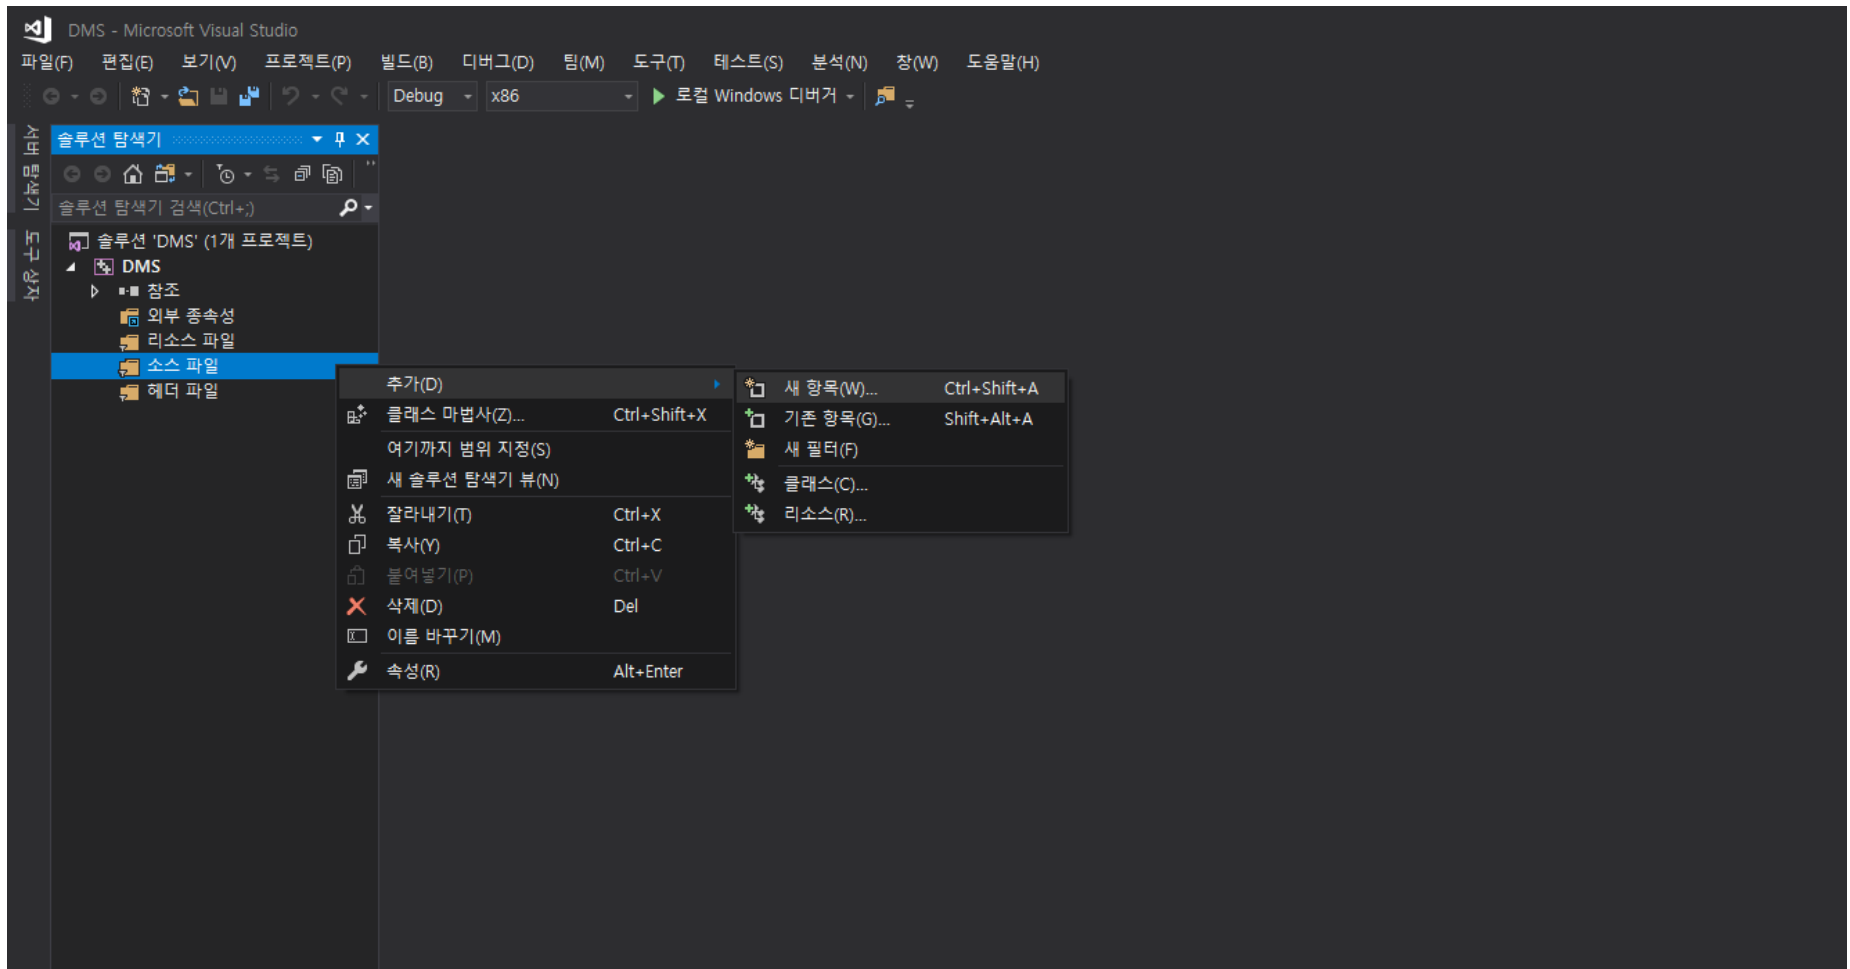 DMS - Microsoft Visual Studio
파일(F) 편집(E) 보기(V) 프로젝트(P) 빌드(B) 디버그(D) 팀(M) 도구(T) 테스트(S) 분석(N) 창(W) 도움말(H)
Debug x86 로컬 Windows 디버거
서버 탐색기
도구 상자
솔루션 탐색기
솔루션 탐색기 검색(Ctrl+;)
솔루션 'DMS' (1개 프로젝트)
DMS
참조
외부 종속성
리소스 파일
소스 파일
헤더 파일
추가(D)
클래스 마법사(Z)... Ctrl+Shift+X
여기까지 범위 지정(S)
새 솔루션 탐색기 뷰(N)
잘라내기(T) Ctrl+X
복사(Y) Ctrl+C
붙여넣기(P) Ctrl+V
삭제(D) Del
이름 바꾸기(M)
속성(R) Alt+Enter
새 항목(W)... Ctrl+Shift+A
기존 항목(G)... Shift+Alt+A
새 필터(F)
클래스(C)...
리소스(R)...